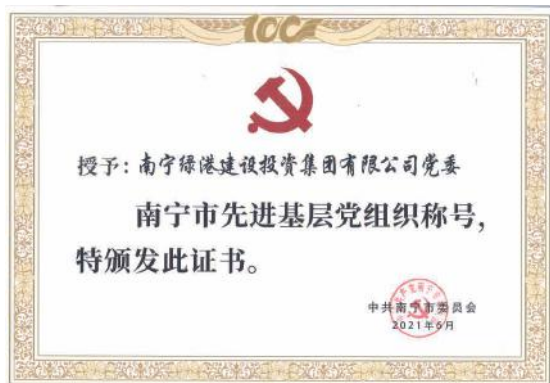 100
授予：南宁绿港建设投资集团有限公司党委
南宁市先进基层党组织称号，
特颁发此证书。
中共南宁市委员会
2021年6月